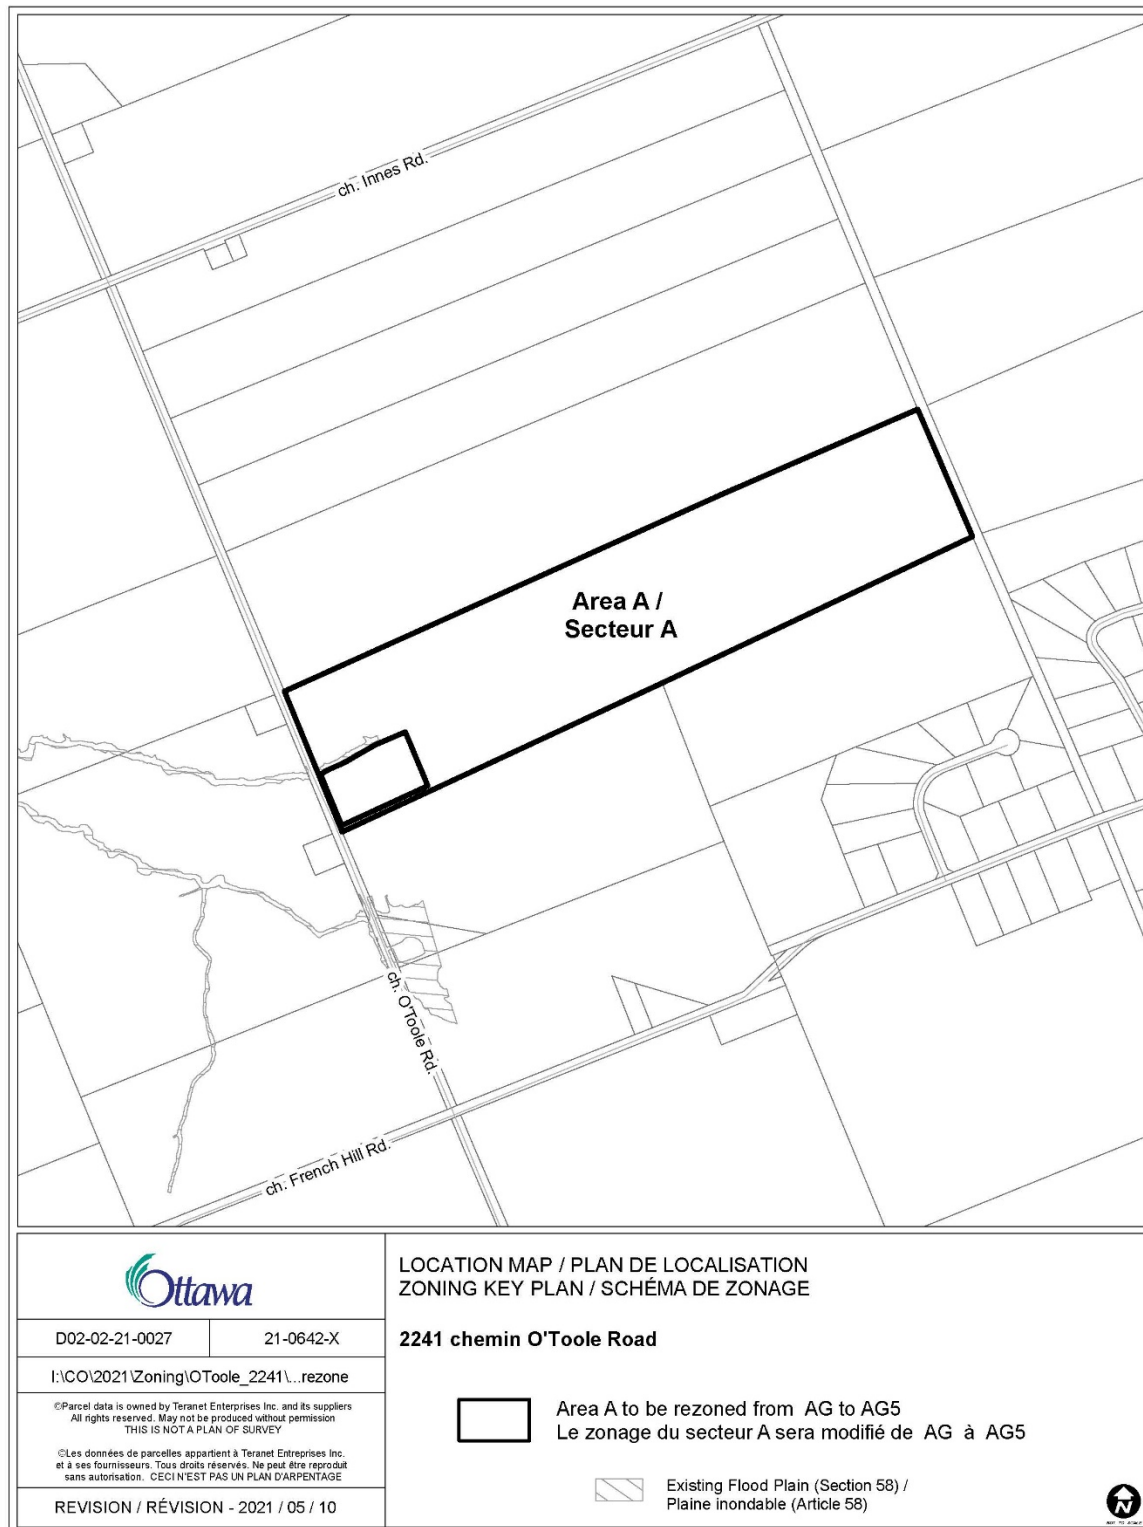 ch. Innes Rd.
Area A /
Secteur A
ch. O'Toole Rd.
ch. French Hill Rd.
Ottawa
D02-02-21-0027
21-0642-X
I:\CO\2021\Zoning\OToole_2241\...rezone
©Parcel data is owned by Teranet Enterprises Inc. and its suppliers
All rights reserved. May not be produced without permission
THIS IS NOT A PLAN OF SURVEY
©Les données de parcelles appartient à Teranet Entreprises Inc.
et à ses fournisseurs. Tous droits réservés. Ne peut être reproduit
sans autorisation. CECI N'EST PAS UN PLAN D'ARPENTAGE
REVISION / RÉVISION - 2021 / 05 / 10
LOCATION MAP / PLAN DE LOCALISATION
ZONING KEY PLAN / SCHÉMA DE ZONAGE
2241 chemin O'Toole Road
Area A to be rezoned from AG to AG5
Le zonage du secteur A sera modifié de AG à AG5
Existing Flood Plain (Section 58) /
Plaine inondable (Article 58)
N